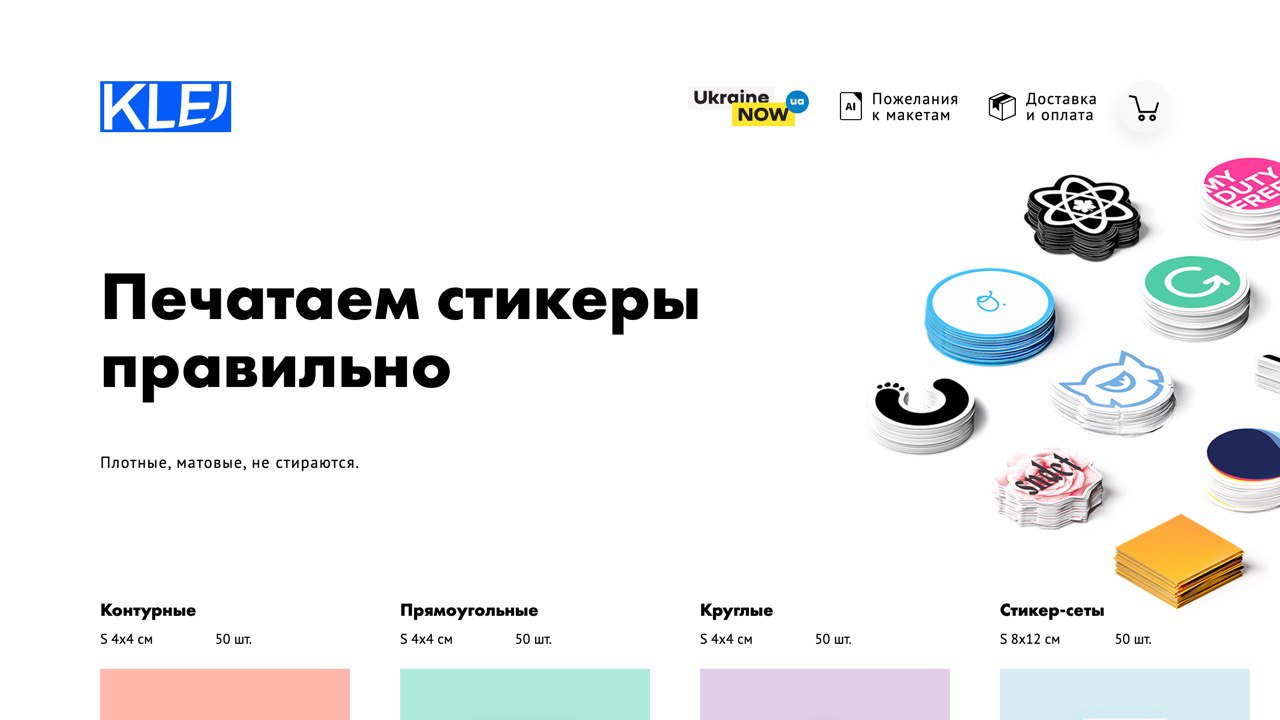 KLEJ
Ukraine
NOW
ua
AI
Пожелания
к макетам
Доставка
и оплата
MY
DUTY
FREE
Печатаем стикеры
правильно
sndct
Плотные, матовые, не стираются.
Контурные
S 4x4 см 50 шт.
Прямоугольные
S 4x4 см 50 шт.
Круглые
S 4x4 см 50 шт.
Стикер-сеты
S 8x12 см 50 шт.